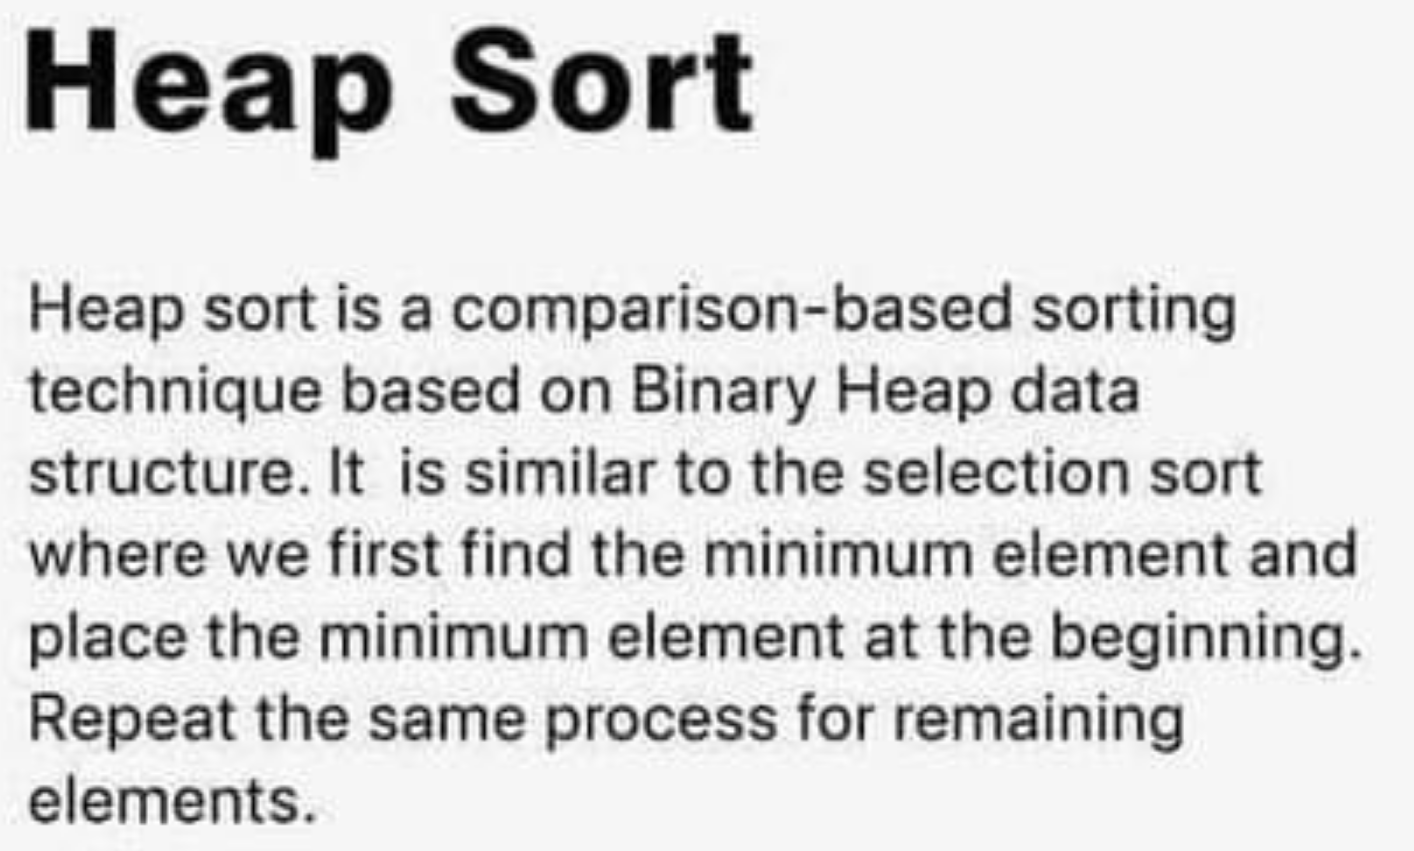 Heap Sort
Heap sort is a comparison-based sorting
technique based on Binary Heap data
structure. It  is similar to the selection sort
where we first find the minimum element and
place the minimum element at the beginning.
Repeat the same process for remaining
elements.